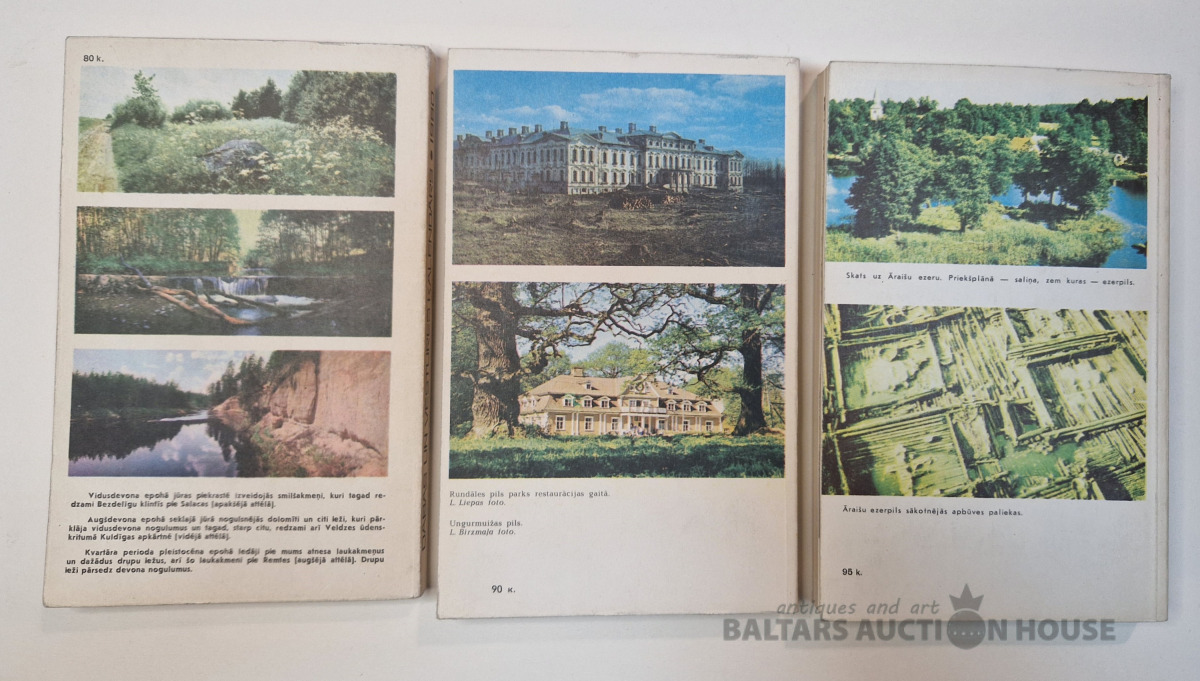 80 k.
Vidusdevona epohā jūras piekrastē izveidojās smilšakmeņi, kuri tagad re-
dzami Bezdelīgu klintīs pie Salacas [apakšējā attēlā].
Augšdevona epohā seklajā jūrā nogulsnējās dolomīti un citi ieži, kuri pār-
klāja vidusdevona nogulumus un tagad, starp citu, redzami arī Veldzes ūdens-
kritumā Kuldīgas apkārtnē [vidējā attēlā].
Kvartāra perioda pleistocēna epohā ledāji pie mums atnesa laukakmeņus
un dažādus drupu iežus, arī šo laukakmeni pie Remtes [augšējā attēlā]. Drupu
ieži pārsedz devona nogulumus.
Rundāles pils parks restaurācijas gaitā.
L. Liepas foto.
Ungurmuižas pils.
L. Birzmaļa foto.
90 к.
Skats uz Āraišu ezeru. Priekšplānā — saliņa, zem kuras — ezerpils.
Āraišu ezerpils sākotnējās apbūves paliekas.
95 k.
antiques and art
BALTARS AUCTION HOUSE